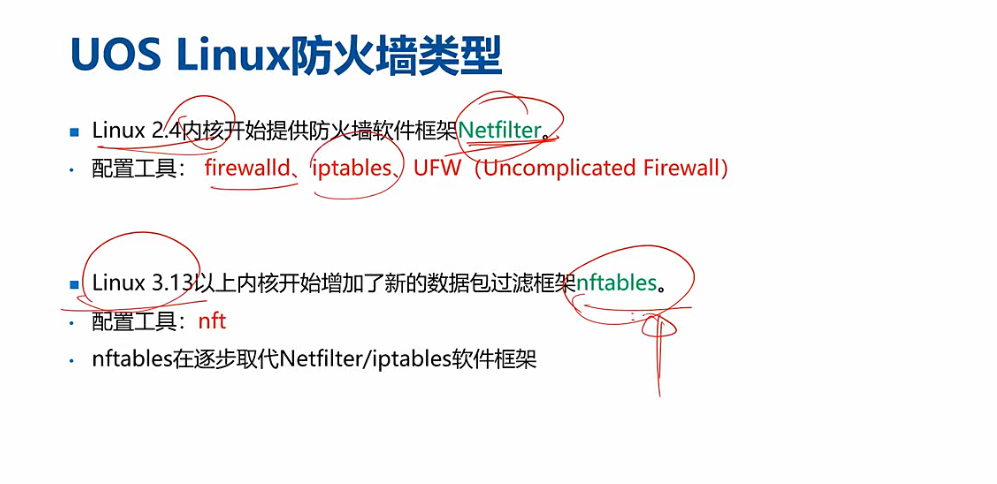 UOS Linux防火墙类型
Linux 2.4内核开始提供防火墙软件框架Netfilter。
配置工具： firewalld、iptables、UFW（Uncomplicated Firewall）
Linux 3.13以上内核开始增加了新的数据包过滤框架nftables。
配置工具：nft
nftables在逐步取代Netfilter/iptables软件框架